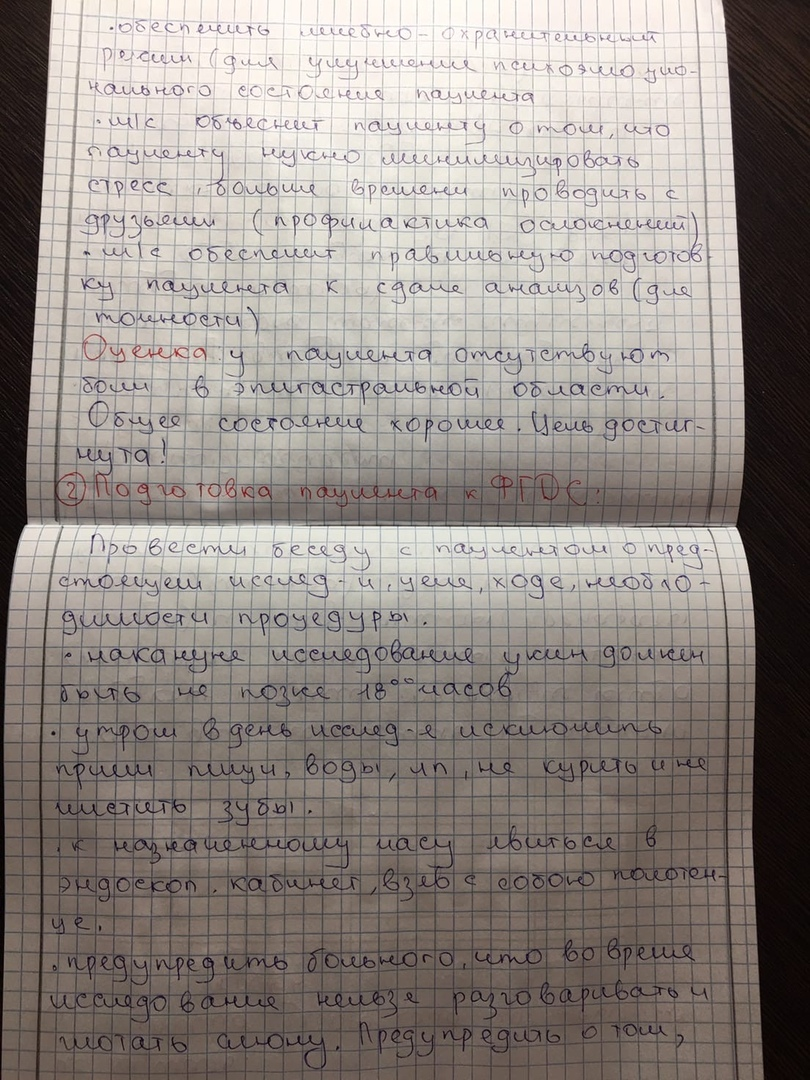 ·обеспечить лечебно-охранительный
режим (для улучшение психоэмоцио-
нального состояние пациента
·м/с объеснит пациенту о том, что
пациенту нужно минимизировать
стресс, больше времени проводить с
друзьеми (профилактика осложнений)
·м/с обеспечит правильную подготов
ку пациента к сдаче анализов (для
точности)
Оценка: у пациента отсутствуют
боли в эпигастральной области.
Общее состояние хорошее. Цель достиг-
нута!
② Подготовка пациента к ФГДС:
Провести беседу с пациентом о пред-
стоящем исслед-и, цели, ходе, необхо-
димости процедуры.
· накануне исследование ужин должен
быть не позже 18⁰⁰ часов
· утром в день исслед-е исключить
прием пищи, воды, лп, не курить и не
чистить зубы.
· к назначенному часу явиться в
эндоскоп. кабинет, взяв с собою полотен-
це.
· предупредить больного, что во время
исследование нельзя разговаривать и
глотать слюну. Предупредить о том,